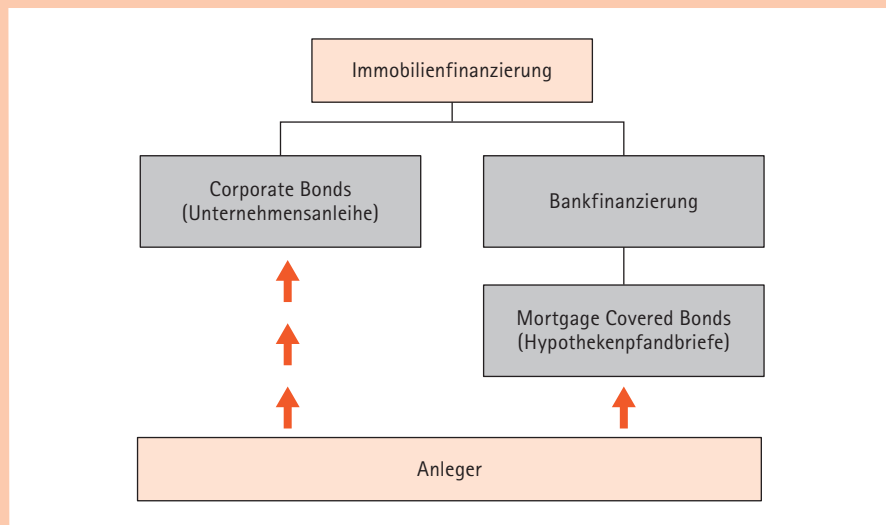 Immobilienfinanzierung
Corporate Bonds
(Unternehmensanleihe)
Bankfinanzierung
Mortgage Covered Bonds
(Hypothekenpfandbriefe)
Anleger